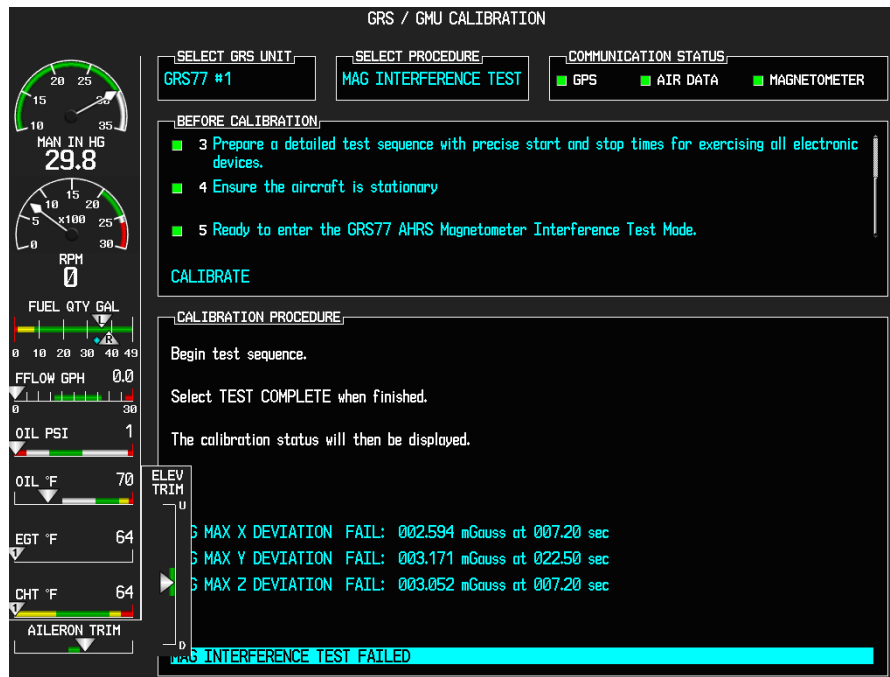 GRS / GMU CALIBRATION
SELECT GRS UNIT
GRS77 #1
SELECT PROCEDURE
MAG INTERFERENCE TEST
COMMUNICATION STATUS
GPS
AIR DATA
MAGNETOMETER
BEFORE CALIBRATION
3 Prepare a detailed test sequence with precise start and stop times for exercising all electronic
devices.
4 Ensure the aircraft is stationary
5 Ready to enter the GRS77 AHRS Magnetometer Interference Test Mode.
CALIBRATE
CALIBRATION PROCEDURE
Begin test sequence.
Select TEST COMPLETE when finished.
The calibration status will then be displayed.
MAX X DEVIATION FAIL: 002.594 mGauss at 007.20 sec
MAX Y DEVIATION FAIL: 003.171 mGauss at 022.50 sec
MAX Z DEVIATION FAIL: 003.052 mGauss at 007.20 sec
MAG INTERFERENCE TEST FAILED
10 15 20 25 35
MAN IN HG
29.8
0 5 10 15 20 25 30
x100
RPM
0
FUEL QTY GAL
L
R
0 10 20 30 40 49
FFLOW GPH 0.0
0 30
OIL PSI 1
OIL °F 70
EGT °F 64
1
CHT °F 64
1
AILERON TRIM
ELEV
TRIM
U
D